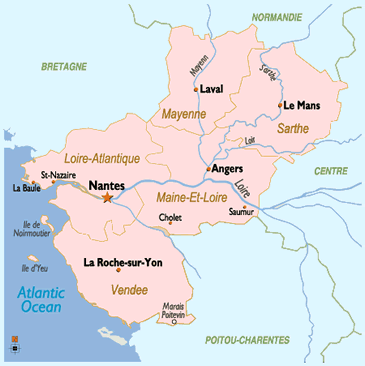 NORMANDIE
BRETAGNE
Mayenn
Sarthe
Laval
Le Mans
Mayenne
Sarthe
Loir
Loire-Atlantique
Angers
CENTRE
St-Nazaire
La Baule
Nantes
Maine-Et-Loire
Loire
Cholet
Saumur
Ile de
Noirmoutier
Ile d'Yeu
La Roche-sur-Yon
Atlantic
Ocean
Vendee
Marais
Poitevin
POITOU-CHARENTES